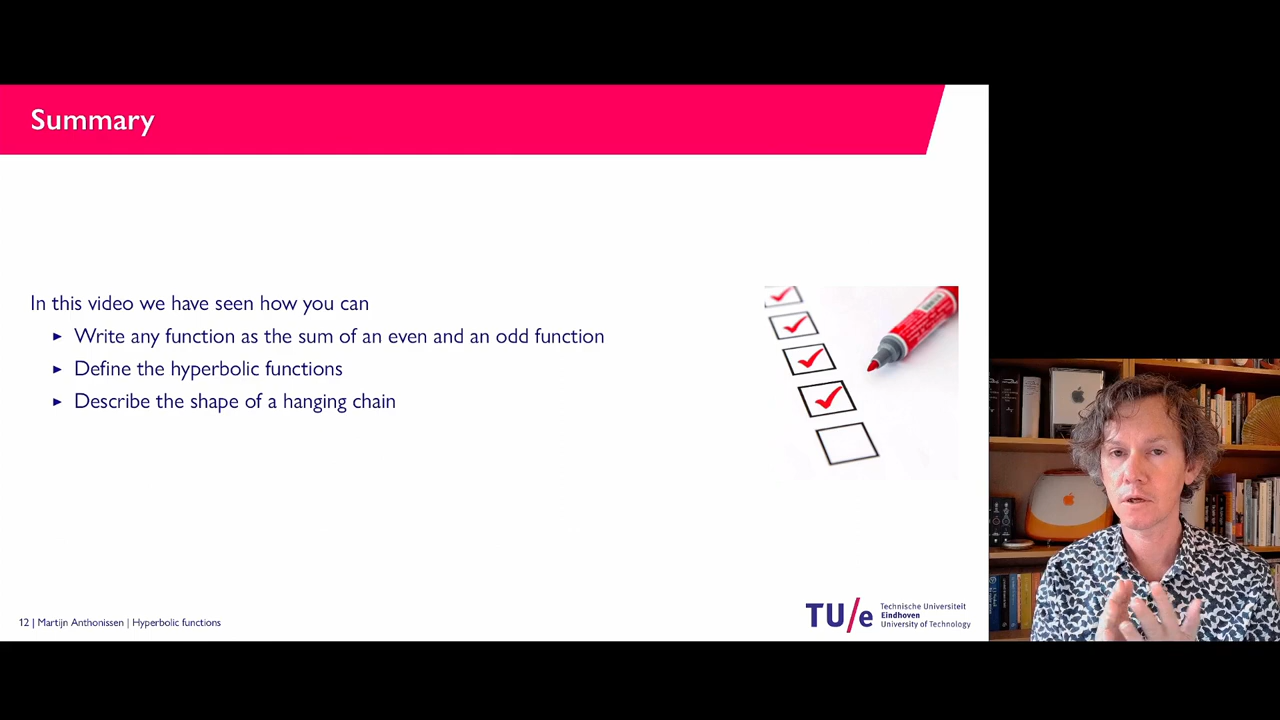 Summary
In this video we have seen how you can
► Write any function as the sum of an even and an odd function
► Define the hyperbolic functions
► Describe the shape of a hanging chain
12 | Martijn Anthonissen | Hyperbolic functions
TU/e
Technische Universiteit
Eindhoven
University of Technology